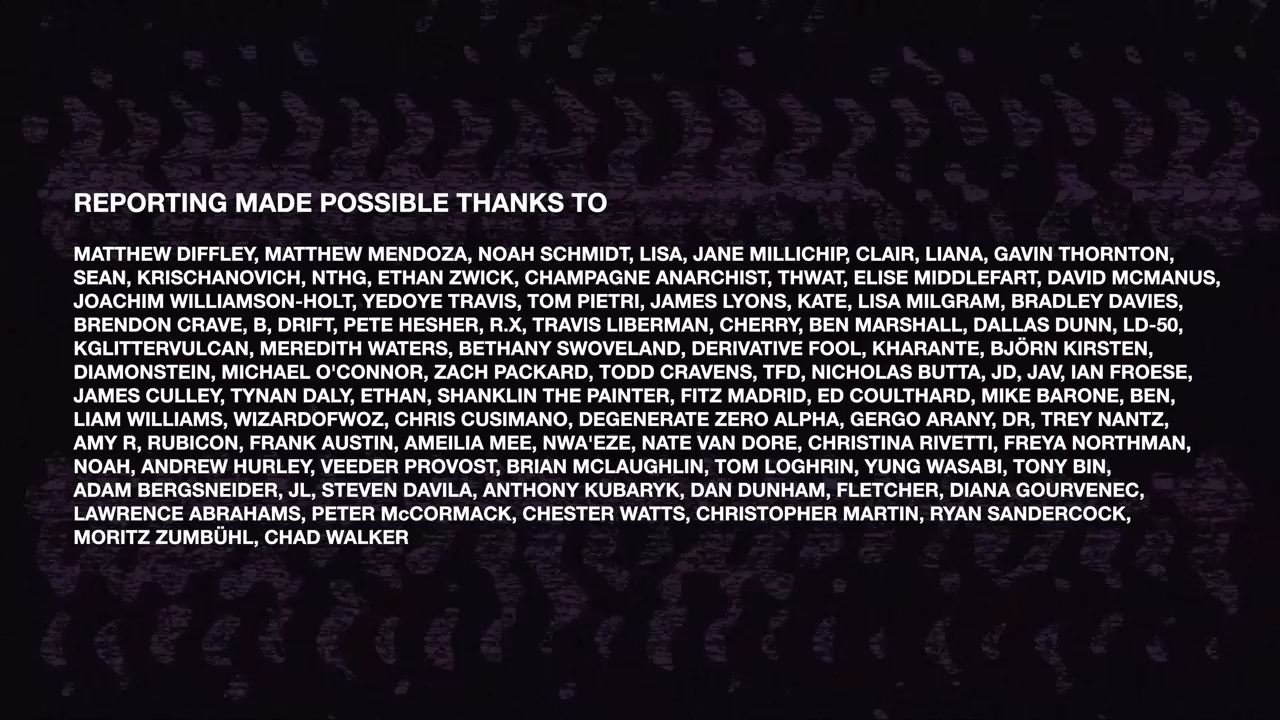 REPORTING MADE POSSIBLE THANKS TO
MATTHEW DIFFLEY, MATTHEW MENDOZA, NOAH SCHMIDT, LISA, JANE MILLICHIP, CLAIR, LIANA, GAVIN THORNTON,
SEAN, KRISCHANOVICH, NTHG, ETHAN ZWICK, CHAMPAGNE ANARCHIST, THWAT, ELISE MIDDLEFART, DAVID MCMANUS,
JOACHIM WILLIAMSON-HOLT, YEDOYE TRAVIS, TOM PIETRI, JAMES LYONS, KATE, LISA MILGRAM, BRADLEY DAVIES,
BRENDON CRAVE, B, DRIFT, PETE HESHER, R.X, TRAVIS LIBERMAN, CHERRY, BEN MARSHALL, DALLAS DUNN, LD-50,
KGLITTERVULCAN, MEREDITH WATERS, BETHANY SWOVELAND, DERIVATIVE FOOL, KHARANTE, BJÖRN KIRSTEN,
DIAMONSTEIN, MICHAEL O'CONNOR, ZACH PACKARD, TODD CRAVENS, TFD, NICHOLAS BUTTA, JD, JAV, IAN FROESE,
JAMES CULLEY, TYNAN DALY, ETHAN, SHANKLIN THE PAINTER, FITZ MADRID, ED COULTHARD, MIKE BARONE, BEN,
LIAM WILLIAMS, WIZARDOFWOZ, CHRIS CUSIMANO, DEGENERATE ZERO ALPHA, GERGO ARANY, DR, TREY NANTZ,
AMY R, RUBICON, FRANK AUSTIN, AMEILIA MEE, NWA'EZE, NATE VAN DORE, CHRISTINA RIVETTI, FREYA NORTHMAN,
NOAH, ANDREW HURLEY, VEEDER PROVOST, BRIAN MCLAUGHLIN, TOM LOGHRIN, YUNG WASABI, TONY BIN,
ADAM BERGSNEIDER, JL, STEVEN DAVILA, ANTHONY KUBARYK, DAN DUNHAM, FLETCHER, DIANA GOURVENEC,
LAWRENCE ABRAHAMS, PETER McCORMACK, CHESTER WATTS, CHRISTOPHER MARTIN, RYAN SANDERCOCK,
MORITZ ZUMBÜHL, CHAD WALKER